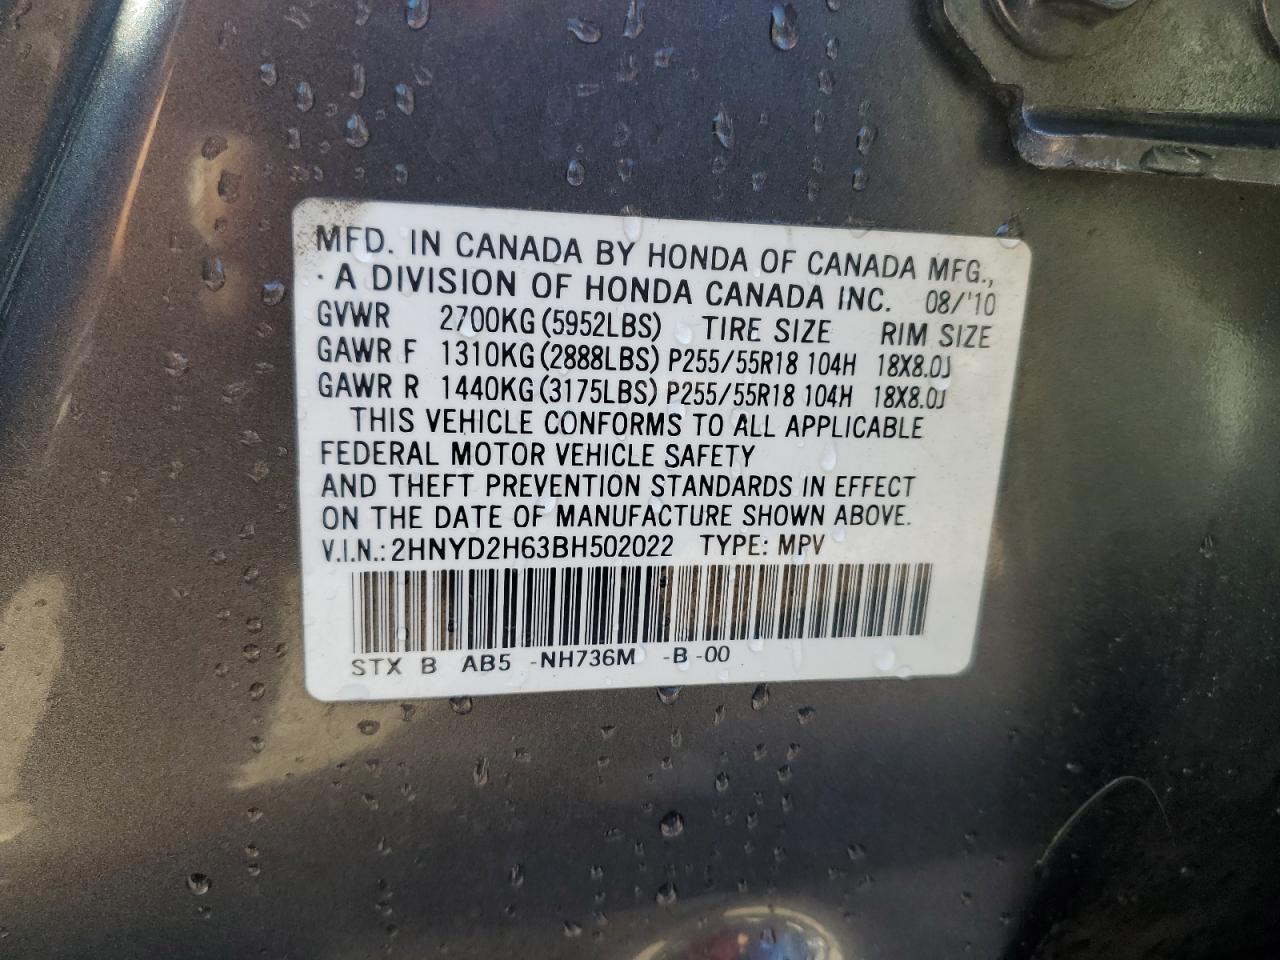 MFD. IN CANADA BY HONDA OF CANADA MFG.,
· A DIVISION OF HONDA CANADA INC. 08/'10
GVWR 2700KG (5952LBS) TIRE SIZE RIM SIZE
GAWR F 1310KG (2888LBS) P255/55R18 104H 18X8.0J
GAWR R 1440KG (3175LBS) P255/55R18 104H 18X8.0J
THIS VEHICLE CONFORMS TO ALL APPLICABLE
FEDERAL MOTOR VEHICLE SAFETY
AND THEFT PREVENTION STANDARDS IN EFFECT
ON THE DATE OF MANUFACTURE SHOWN ABOVE.
V.I.N.: 2HNYD2H63BH502022 TYPE: MPV
STX B AB5 -NH736M -B -00